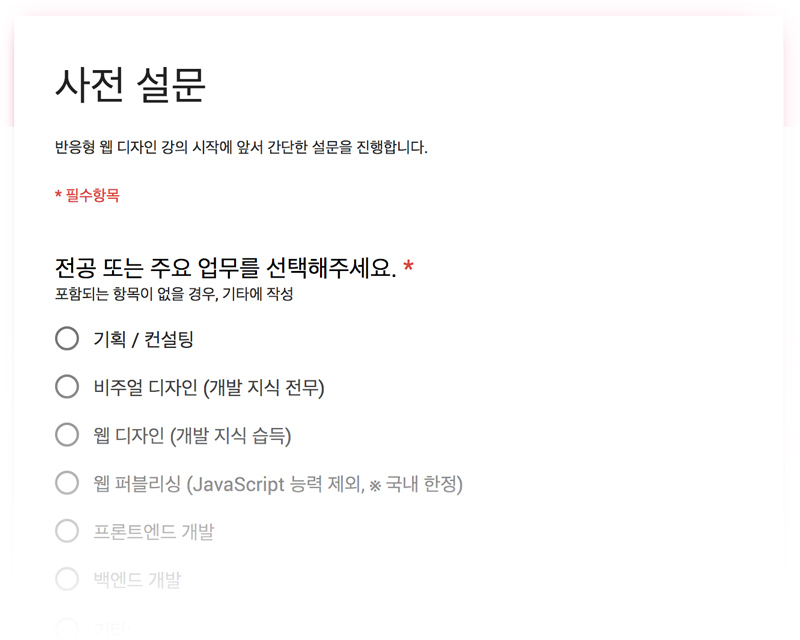 사전 설문
반응형 웹 디자인 강의 시작에 앞서 간단한 설문을 진행합니다.
* 필수항목
전공 또는 주요 업무를 선택해주세요. *
포함되는 항목이 없을 경우, 기타에 작성
기획 / 컨설팅
비주얼 디자인 (개발 지식 전무)
웹 디자인 (개발 지식 습득)
웹 퍼블리싱 (JavaScript 능력 제외, ※ 국내 한정)
프론트엔드 개발
백엔드 개발
기타: